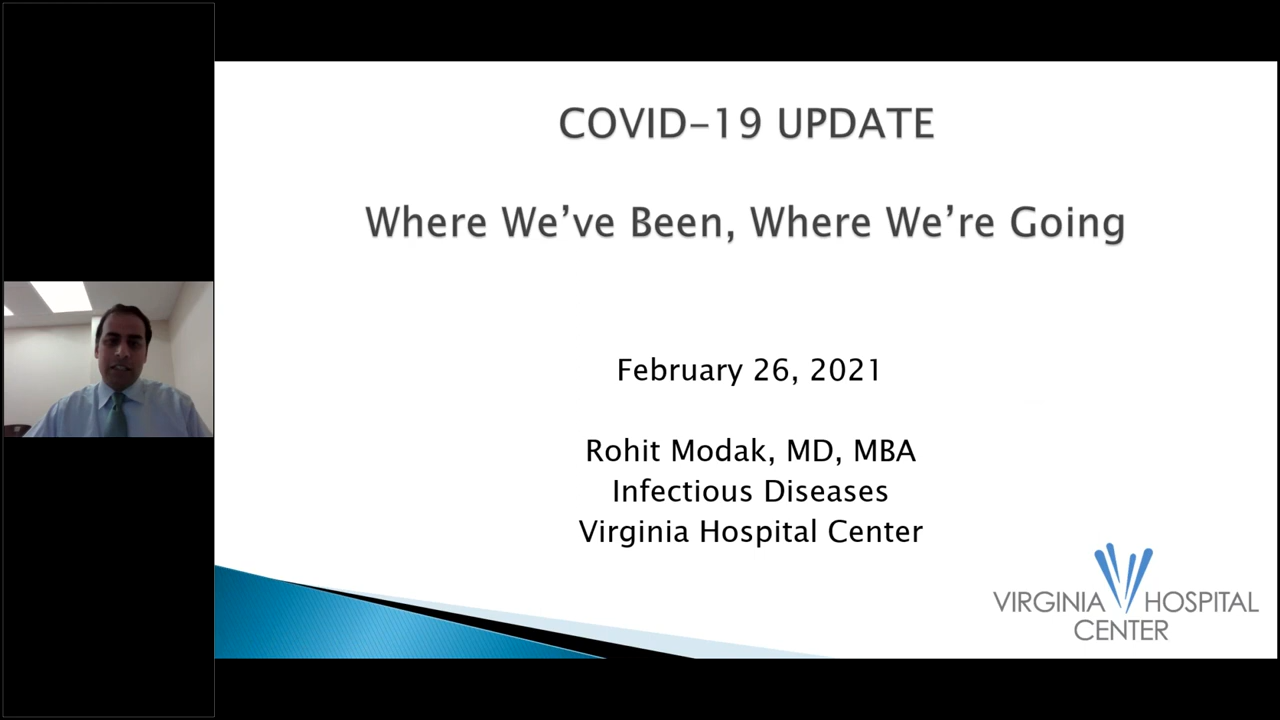 COVID-19 UPDATE
Where We’ve Been, Where We’re Going
February 26, 2021
Rohit Modak, MD, MBA
Infectious Diseases
Virginia Hospital Center
VIRGINIA HOSPITAL
CENTER